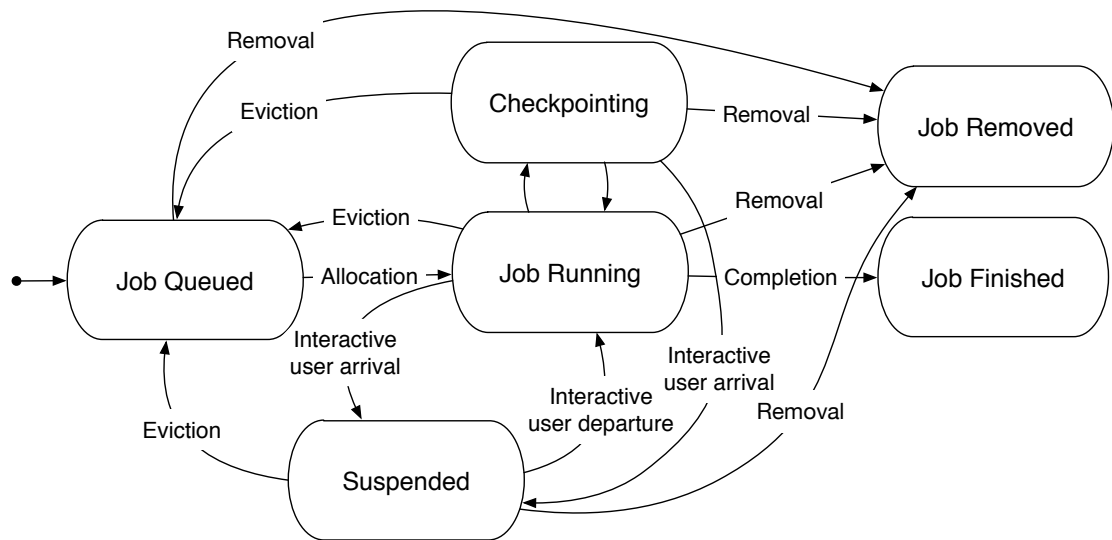 Removal
Checkpointing
Eviction
Removal
Job Removed
Removal
Eviction
Job Queued
Allocation
Job Running
Completion
Job Finished
Interactive
user arrival
Interactive
user departure
Interactive
user arrival
Removal
Eviction
Suspended